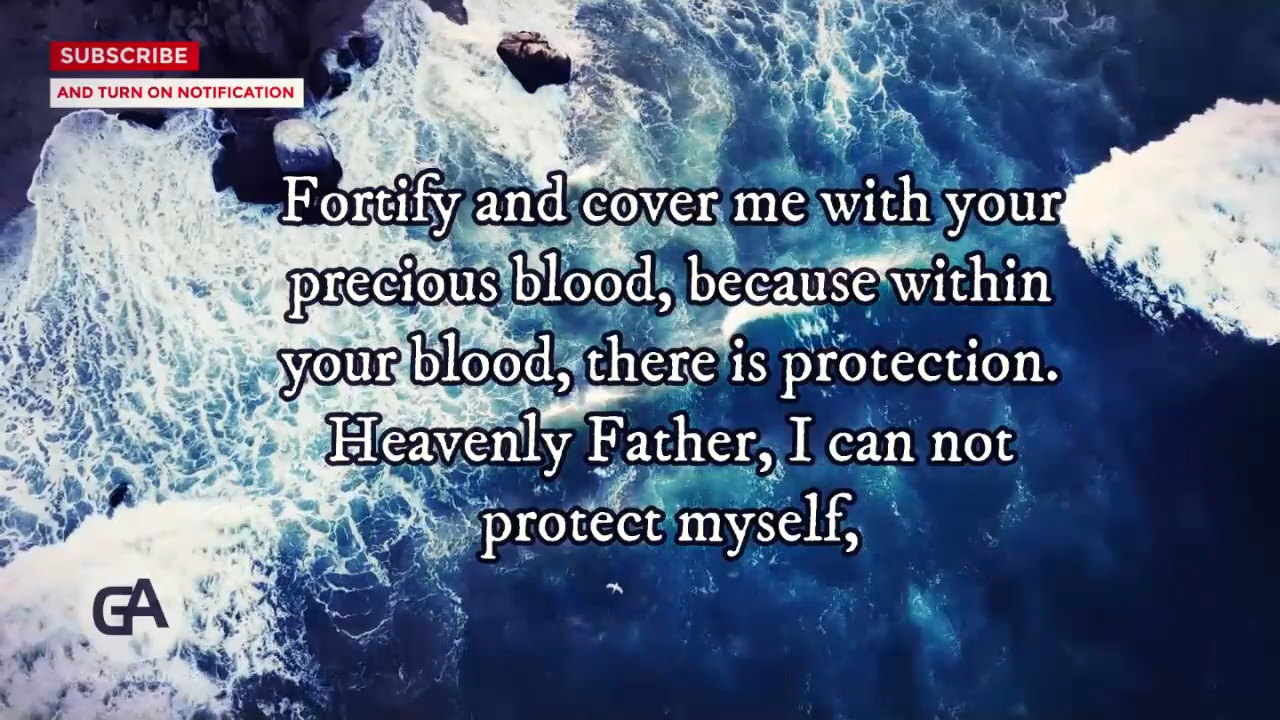 SUBSCRIBE
AND TURN ON NOTIFICATION
Fortify and cover me with your
precious blood, because within
your blood, there is protection.
Heavenly Father, I can not
protect myself,
GA